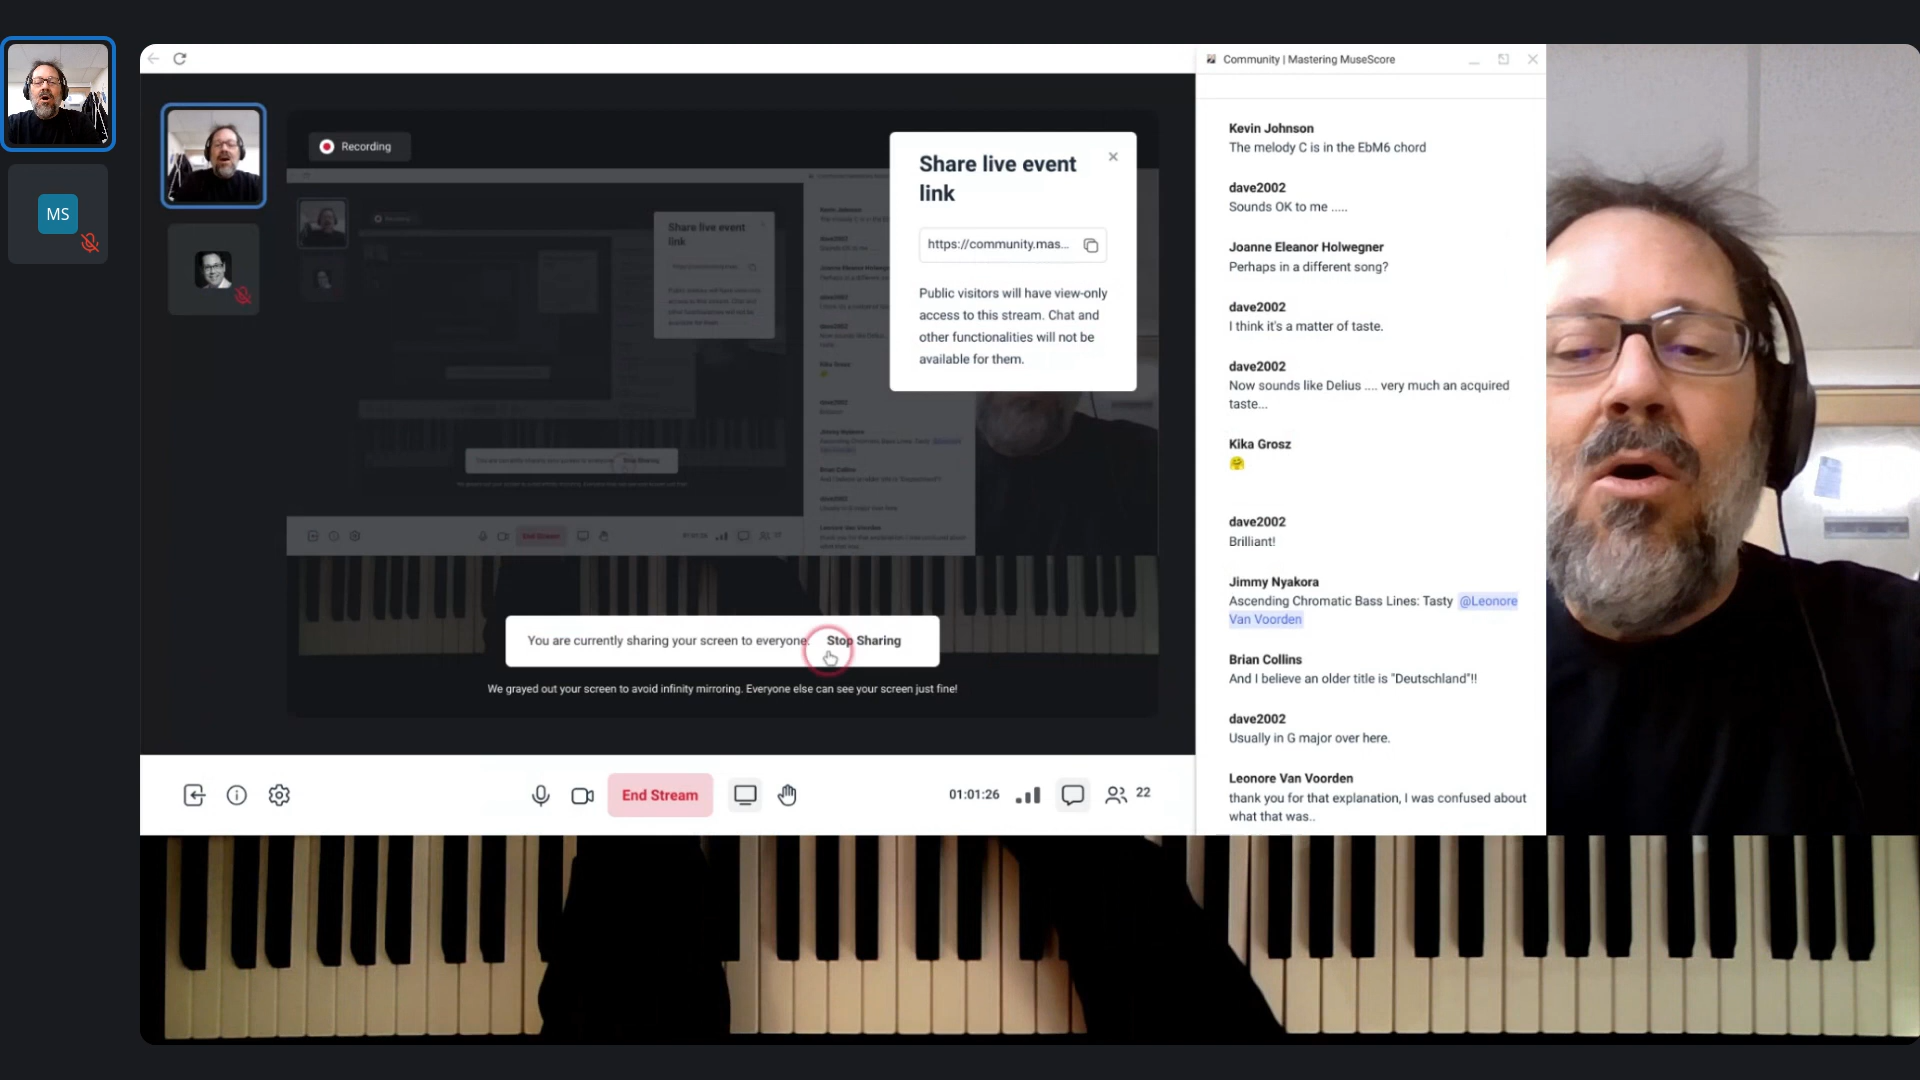 MS
Recording
Share live event
link
https://community.mas...
Public visitors will have view-only
access to this stream. Chat and
other functionalities will not be
available for them.
Share live event
link
You are currently sharing your screen to everyone. Stop Sharing
We grayed out your screen to avoid infinity mirroring. Everyone else can see your screen just fine!
End Stream
01:01:26
22
Community | Mastering MuseScore
Kevin Johnson
The melody C is in the EbM6 chord
dave2002
Sounds OK to me .....
Joanne Eleanor Holwegner
Perhaps in a different song?
dave2002
I think it's a matter of taste.
dave2002
Now sounds like Delius .... very much an acquired
taste...
Kika Grosz
dave2002
Brilliant!
Jimmy Nyakora
Ascending Chromatic Bass Lines: Tasty @Leonore
Van Voorden
Brian Collins
And I believe an older title is "Deutschland"!!
dave2002
Usually in G major over here.
Leonore Van Voorden
thank you for that explanation, I was confused about
what that was..